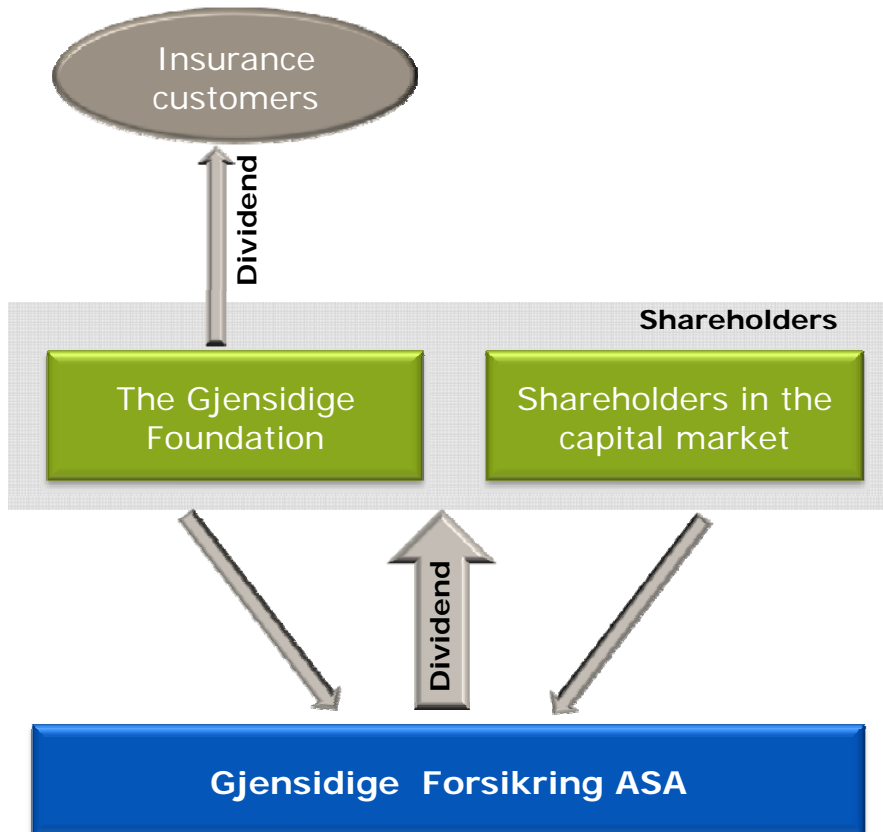 Insurance
customers
Dividend
Shareholders
The Gjensidige
Foundation
Shareholders in the
capital market
Dividend
Gjensidige Forsikring ASA